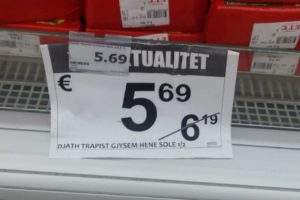 5.69
TUALITET
€ 5 69
6 19
DJATH TRAPIST GJYSEM HENE SOLE 1/2